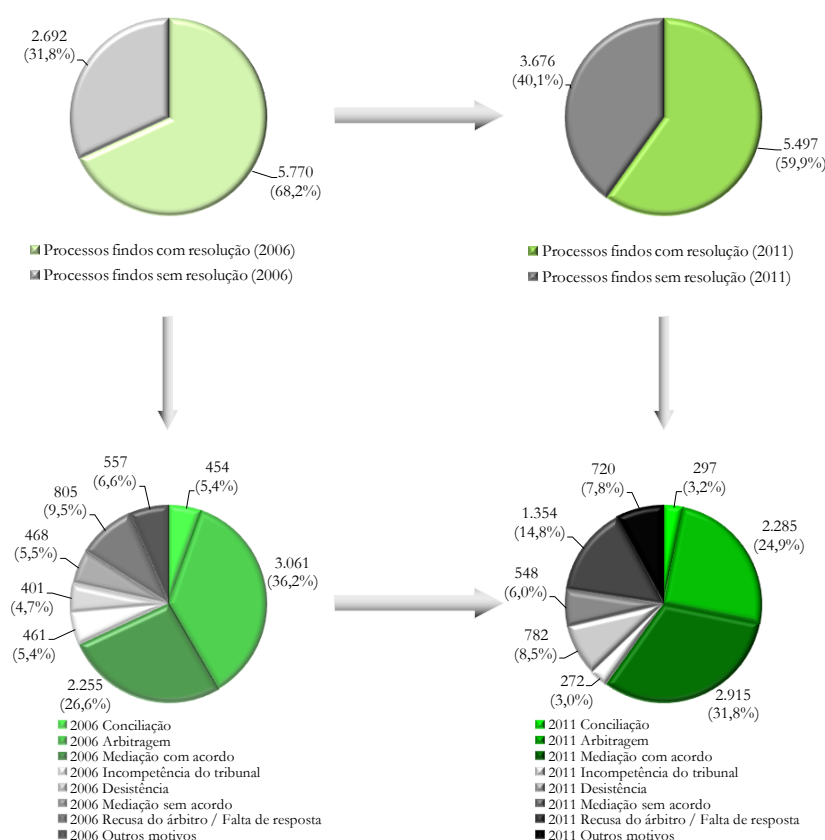 2.692
(31,8%)
5.770
(68,2%)
Processos findos com resolução (2006)
Processos findos sem resolução (2006)
3.676
(40,1%)
5.497
(59,9%)
Processos findos com resolução (2011)
Processos findos sem resolução (2011)
557
(6,6%)
454
(5,4%)
805
(9,5%)
468
(5,5%)
401
(4,7%)
461
(5,4%)
3.061
(36,2%)
2.255
(26,6%)
2006 Conciliação
2006 Arbitragem
2006 Mediação com acordo
2006 Incompetência do tribunal
2006 Desistência
2006 Mediação sem acordo
2006 Recusa do árbitro / Falta de resposta
2006 Outros motivos
720
(7,8%)
297
(3,2%)
1.354
(14,8%)
2.285
(24,9%)
548
(6,0%)
782
(8,5%)
272
(3,0%)
2.915
(31,8%)
2011 Conciliação
2011 Arbitragem
2011 Mediação com acordo
2011 Incompetência do tribunal
2011 Desistência
2011 Mediação sem acordo
2011 Recusa do árbitro / Falta de resposta
2011 Outros motivos